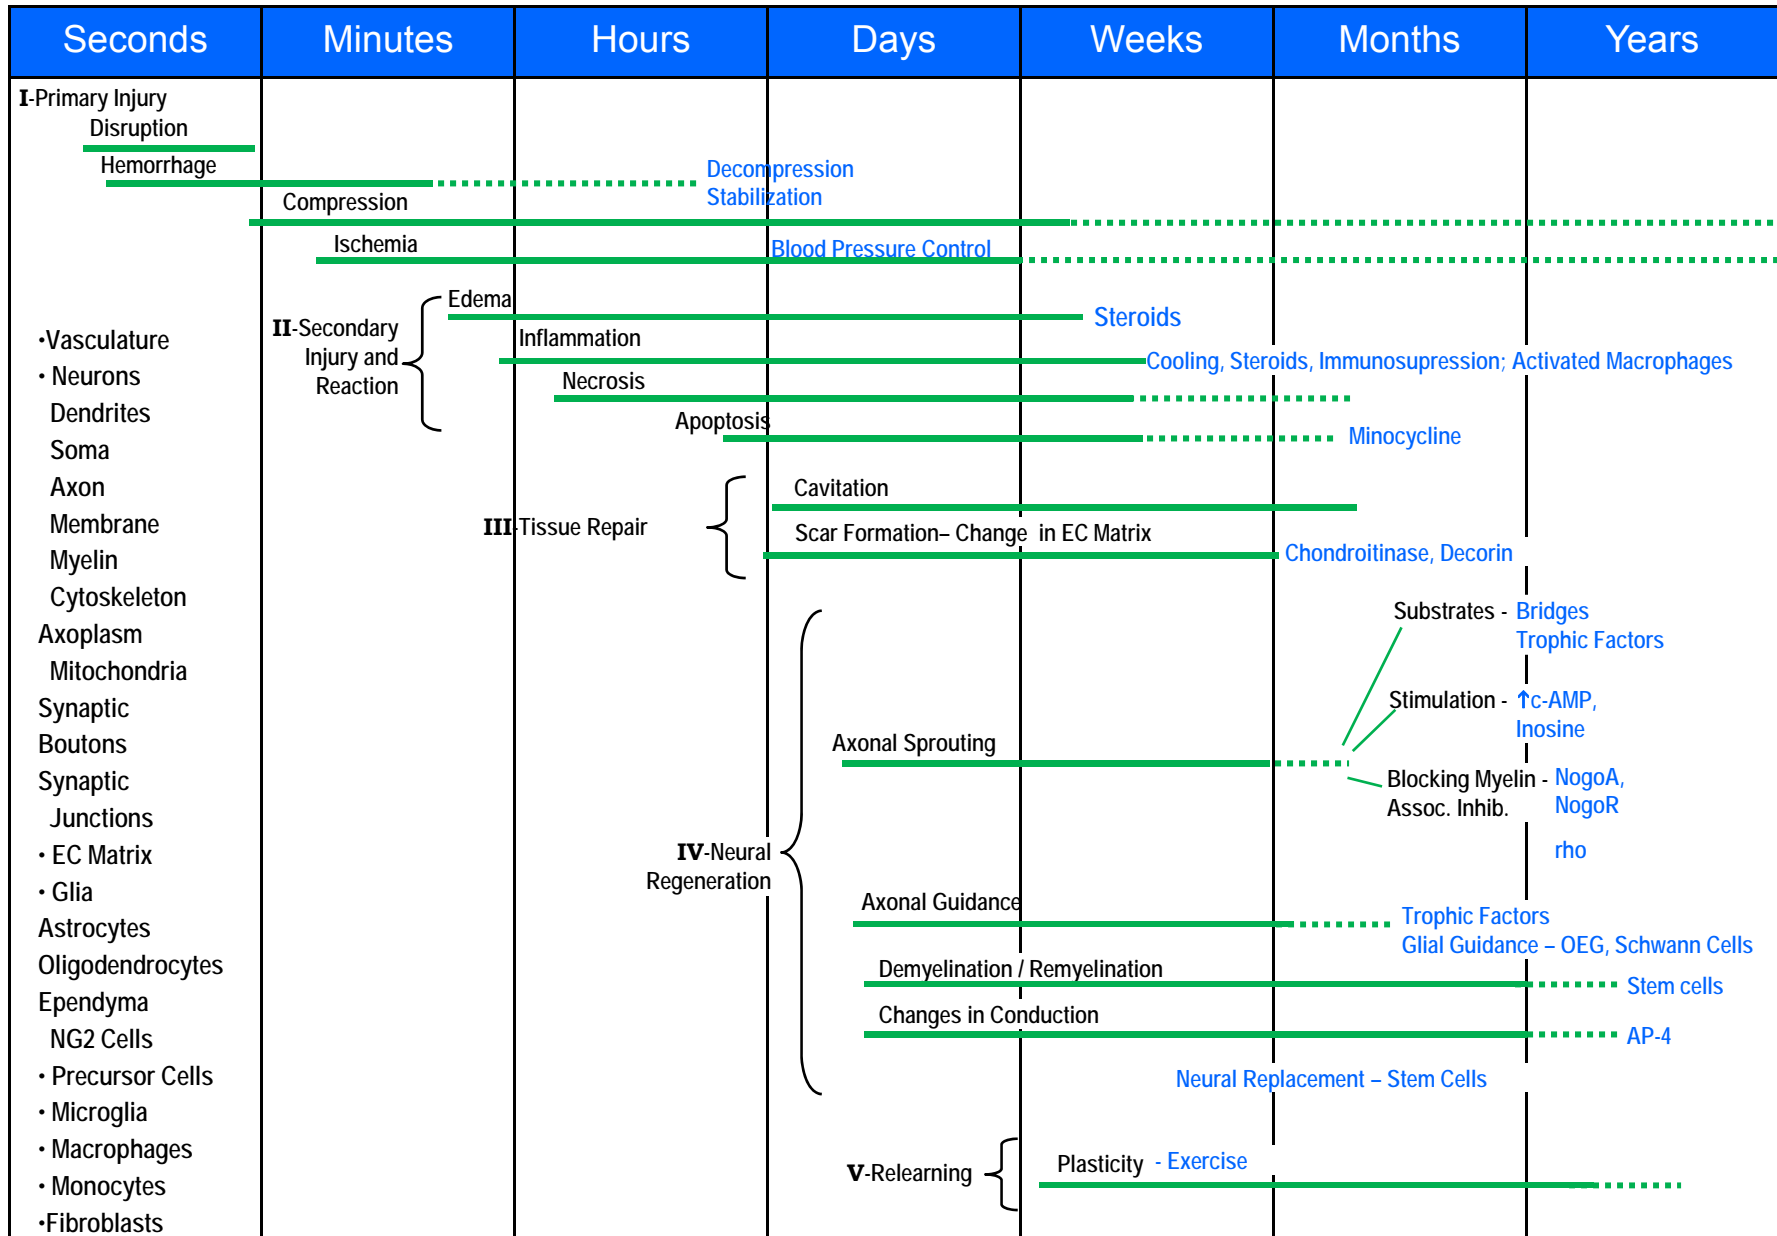 Seconds Minutes Hours Days Weeks Months Years
I-Primary Injury
Disruption
Hemorrhage
Decompression
Stabilization
Compression
Ischemia
Blood Pressure Control
II-Secondary
Injury and
Reaction
Edema
Steroids
Inflammation
Cooling, Steroids, Immunosupression; Activated Macrophages
Necrosis
Apoptosis
Minocycline
III-Tissue Repair
Cavitation
Scar Formation– Change in EC Matrix
Chondroitinase, Decorin
IV-Neural
Regeneration
Axonal Sprouting
Substrates - Bridges
Trophic Factors
Stimulation - ↑c-AMP,
Inosine
Blocking Myelin - NogoA,
Assoc. Inhib. NogoR
rho
Axonal Guidance
Trophic Factors
Glial Guidance – OEG, Schwann Cells
Demyelination / Remyelination
Stem cells
Changes in Conduction
AP-4
Neural Replacement – Stem Cells
V-Relearning
Plasticity - Exercise
•Vasculature
• Neurons
Dendrites
Soma
Axon
Membrane
Myelin
Cytoskeleton
Axoplasm
Mitochondria
Synaptic
Boutons
Synaptic
Junctions
• EC Matrix
• Glia
Astrocytes
Oligodendrocytes
Ependyma
NG2 Cells
• Precursor Cells
• Microglia
• Macrophages
• Monocytes
•Fibroblasts